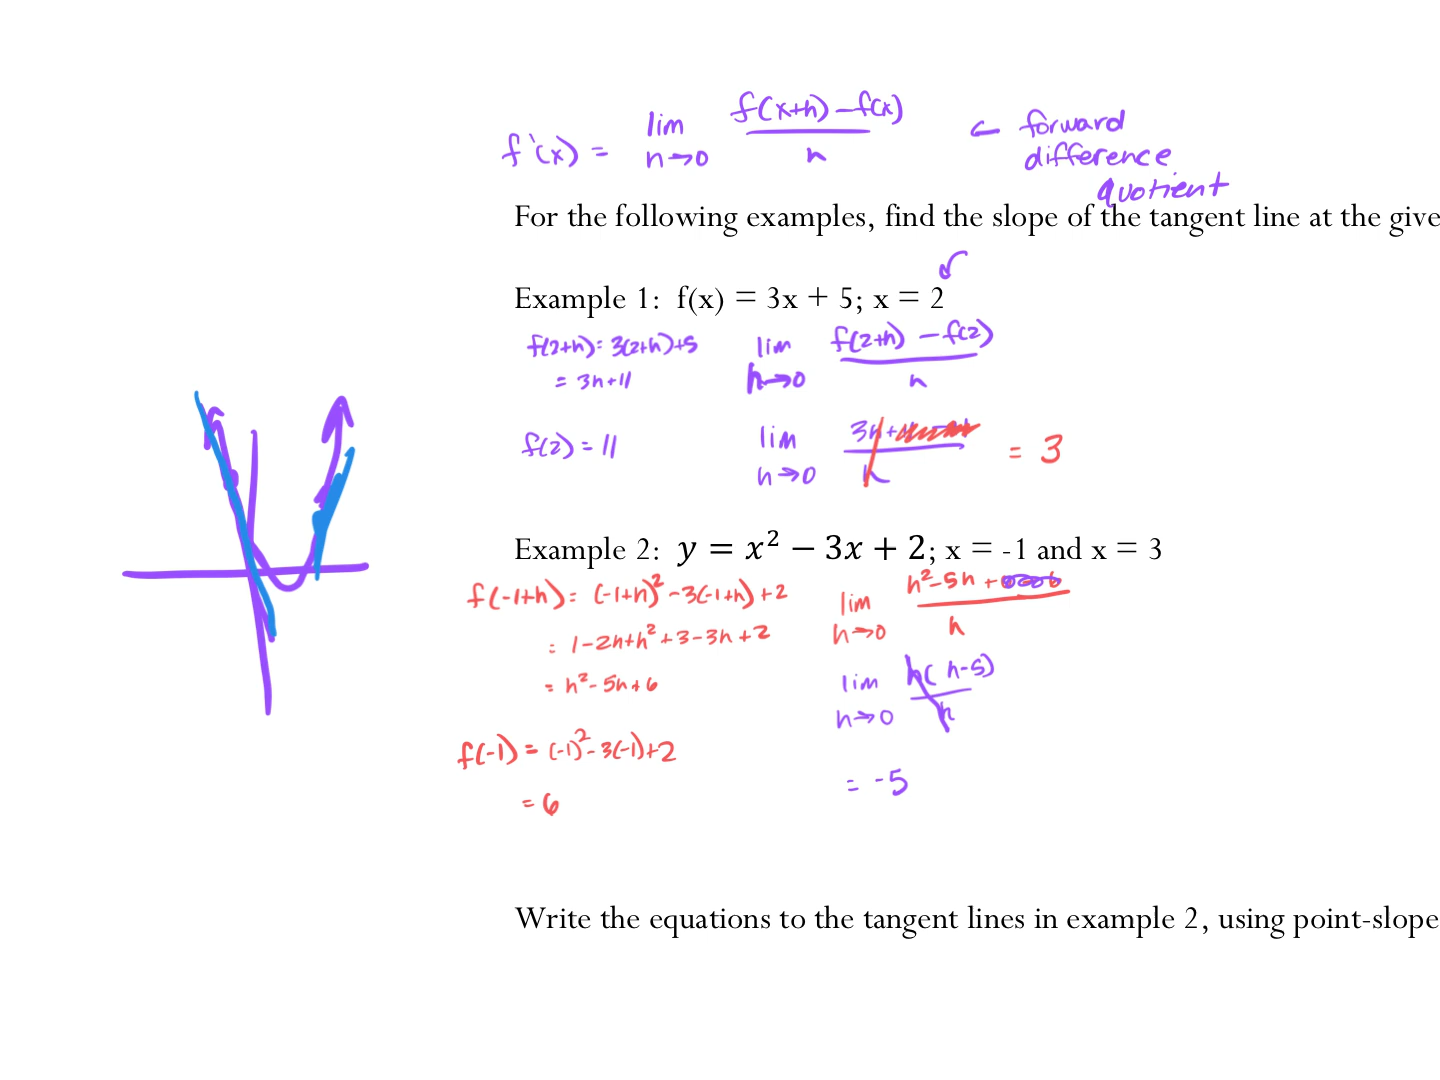 f'(x) = lim h→0 f(x+h) - f(x) / h ← forward
difference
quotient
For the following examples, find the slope of the tangent line at the give
Example 1: f(x) = 3x + 5; x = 2
f(2+h) = 3(2+h)+5 lim h→0 f(2+h) - f(2) / h
= 3h+11
f(2) = 11 lim h→0 3h+ / h = 3
Example 2: y = x² − 3x + 2; x = -1 and x = 3
f(-1+h) = (-1+h)² - 3(-1+h) + 2 lim h→0 h² - 5h + 6 - 6 / h
= 1 - 2h + h² + 3 - 3h + 2
= h² - 5h + 6 lim h→0 h(h-5) / h
f(-1) = (-1)² - 3(-1) + 2
= -5
= 6
Write the equations to the tangent lines in example 2, using point-slope